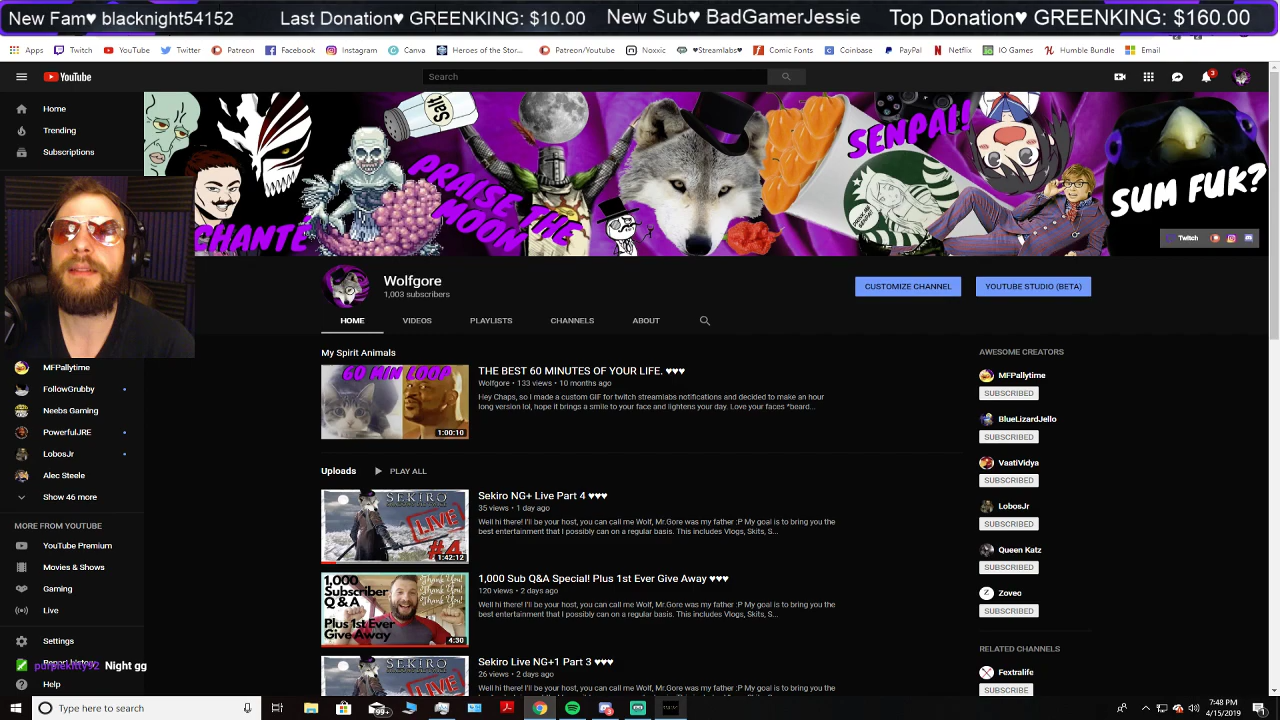 New Fam♥ blacknight54152 Last Donation♥ GREENKING: $10.00 New Sub♥ BadGamerJessie Top Donation♥ GREENKING: $160.00
Apps Twitch YouTube Twitter Patreon Facebook Instagram Canva Heroes of the Stor... Patreon/Youtube Noxxic ♥Streamlabs♥ Comic Fonts Coinbase PayPal Netflix IO Games Humble Bundle Email
YouTube
Search
3
Home
Trending
Subscriptions
Salt
CHANTÉ
PRAISE THE
MOON
SENPAI!
SUM FUK?
Twitch
Wolfgore
1,003 subscribers
CUSTOMIZE CHANNEL
YOUTUBE STUDIO (BETA)
HOME VIDEOS PLAYLISTS CHANNELS ABOUT
MFPallytime
FollowGrubby
Neebs Gaming
PowerfulJRE
LobosJr
Alec Steele
Show 46 more
MORE FROM YOUTUBE
YouTube Premium
Movies & Shows
Gaming
Live
Settings
purptekitty92 Night gg
Help
My Spirit Animals
60 MIN LOOP
1:00:10
THE BEST 60 MINUTES OF YOUR LIFE. ♥♥♥
Wolfgore • 133 views • 10 months ago
Hey Chaps, so I made a custom GIF for twitch streamlabs notifications and decided to make an hour
long version lol, hope it brings a smile to your face and lightens your day. Love your faces *beard...
Uploads PLAY ALL
SEKIRO
LIVE
#4
1:42:12
Sekiro NG+ Live Part 4 ♥♥♥
35 views • 1 day ago
Well hi there! I'll be your host, you can call me Wolf, Mr.Gore was my father :P My goal is to bring you the
best entertainment that I possibly can on a regular basis. This includes Vlogs, Skits, S...
1,000
Subscriber
Q & A
Plus 1st Ever
Give Away
Thank You!
Thank You!
Thank You!
4:30
1,000 Sub Q&A Special! Plus 1st Ever Give Away ♥♥♥
120 views • 2 days ago
Well hi there! I'll be your host, you can call me Wolf, Mr.Gore was my father :P My goal is to bring you the
best entertainment that I possibly can on a regular basis. This includes Vlogs, Skits, S...
SEKIRO
LIVE
Sekiro Live NG+1 Part 3 ♥♥♥
26 views • 2 days ago
Well hi there! I'll be your host, you can call me Wolf, Mr.Gore was my father :P My goal is to bring you the
AWESOME CREATORS
MFPallytime
SUBSCRIBED
BlueLizardJello
SUBSCRIBED
VaatiVidya
SUBSCRIBED
LobosJr
SUBSCRIBED
Queen Katz
SUBSCRIBED
Zoveo
SUBSCRIBED
RELATED CHANNELS
Fextralife
SUBSCRIBE
Type here to search
99+
7:48 PM
4/15/2019